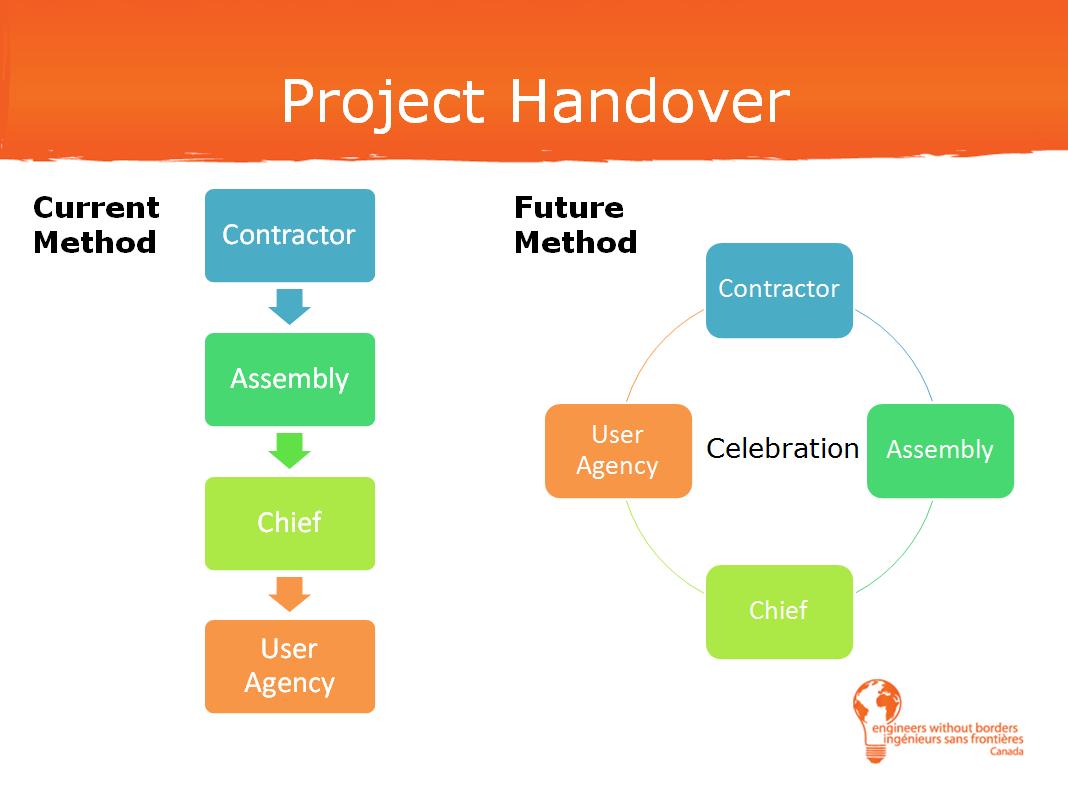 Project Handover
Current
Method
Contractor
Assembly
Chief
User
Agency
Future
Method
Contractor
User
Agency
Celebration
Assembly
Chief
engineers without borders
ingénieurs sans frontières
Canada